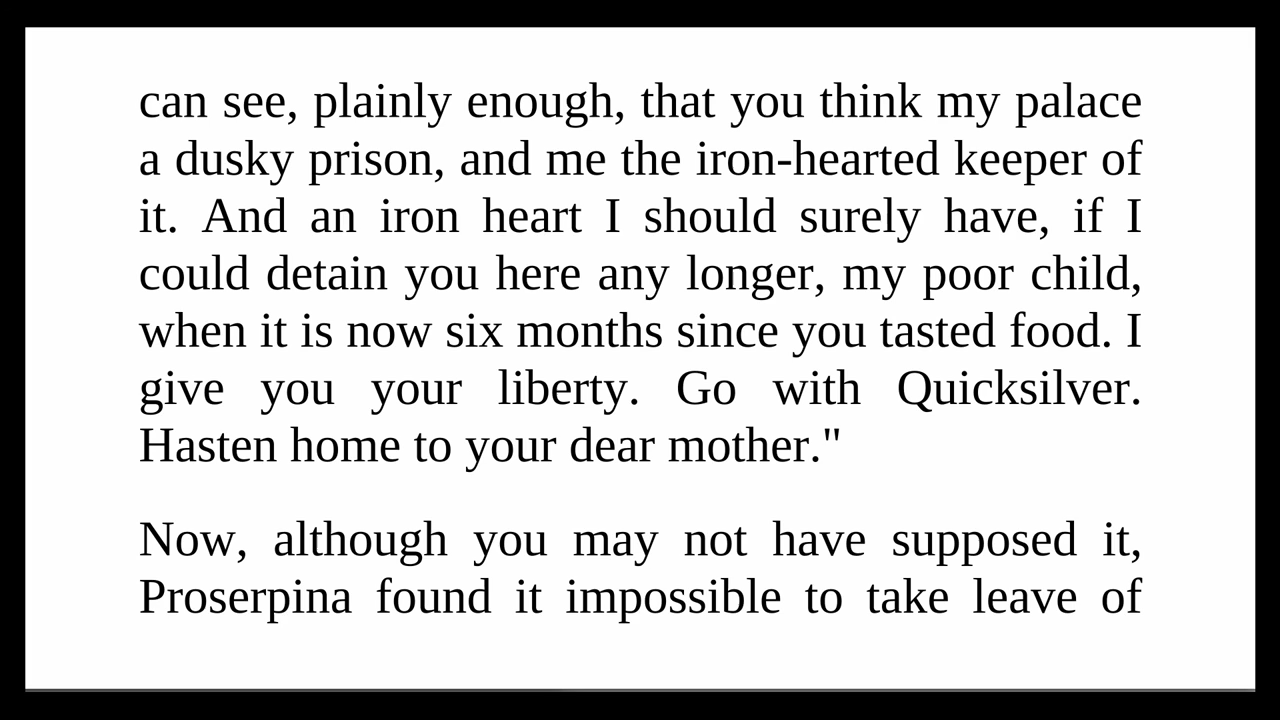 can see, plainly enough, that you think my palace
a dusky prison, and me the iron-hearted keeper of
it. And an iron heart I should surely have, if I
could detain you here any longer, my poor child,
when it is now six months since you tasted food. I
give you your liberty. Go with Quicksilver.
Hasten home to your dear mother."
Now, although you may not have supposed it,
Proserpina found it impossible to take leave of